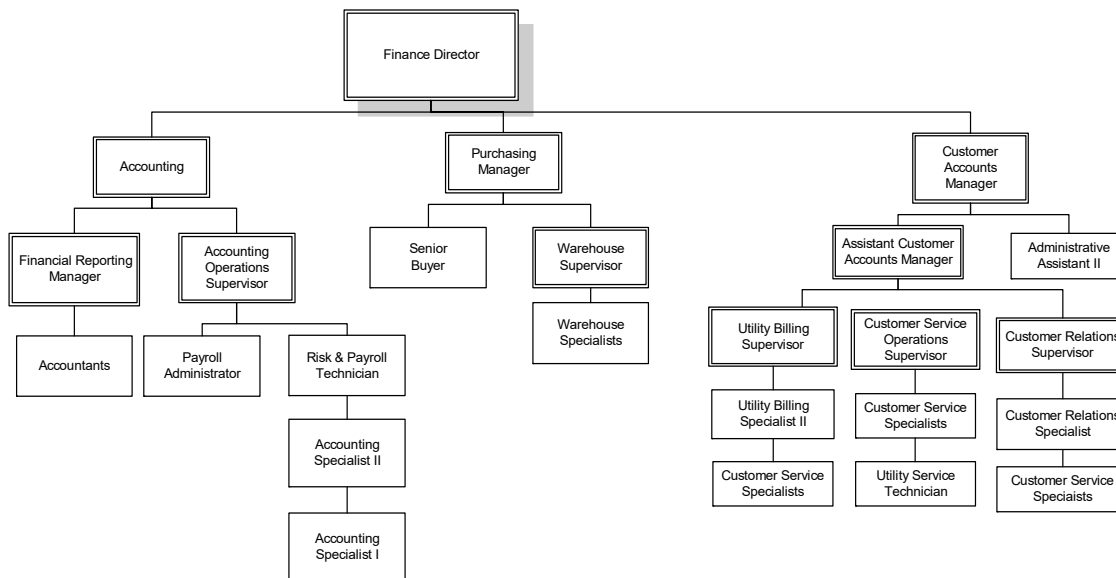 Finance Director
Accounting
Purchasing
Manager
Customer
Accounts
Manager
Financial Reporting
Manager
Accounting
Operations
Supervisor
Senior
Buyer
Warehouse
Supervisor
Assistant Customer
Accounts Manager
Administrative
Assistant II
Accountants
Payroll
Administrator
Risk & Payroll
Technician
Warehouse
Specialists
Utility Billing
Supervisor
Customer Service
Operations
Supervisor
Customer Relations
Supervisor
Accounting
Specialist II
Utility Billing
Specialist II
Customer Service
Specialists
Customer Relations
Specialist
Customer Service
Specialists
Utility Service
Technician
Customer Service
Speciaists
Accounting
Specialist I